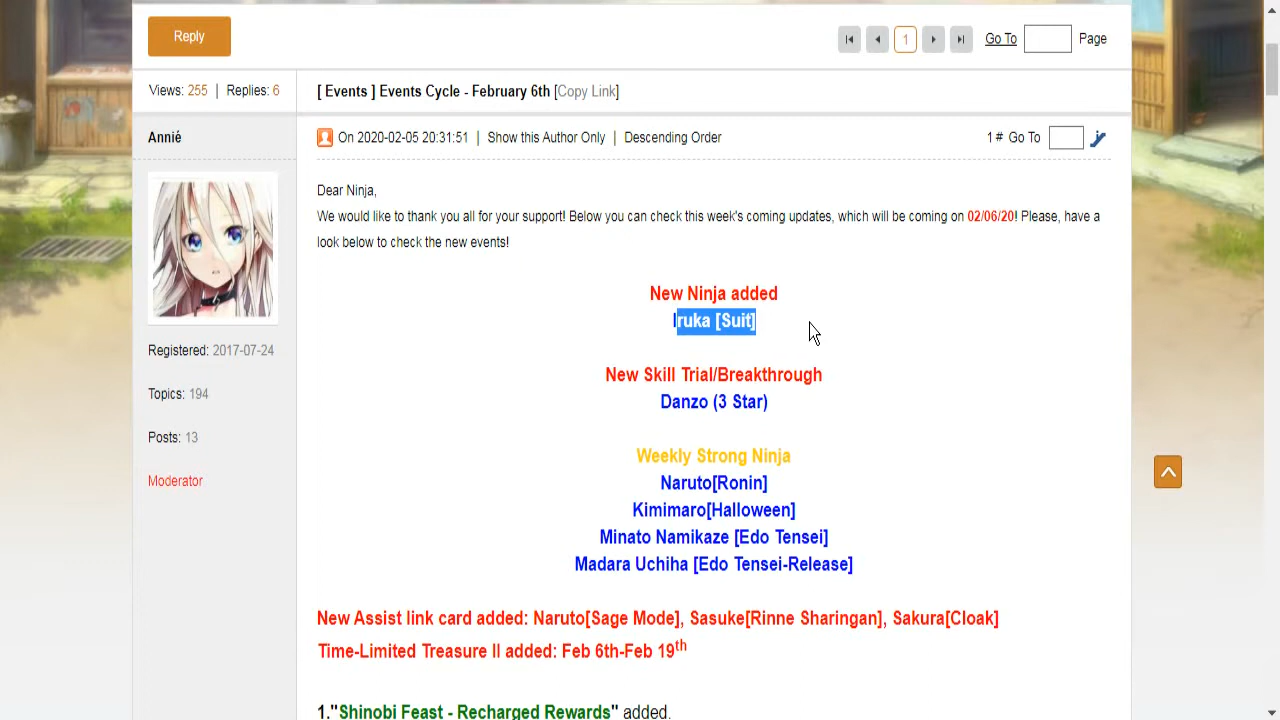 Reply
1
Go To
Page
Views: 255 | Replies: 6
[ Events ] Events Cycle - February 6th [Copy Link]
Annié
On 2020-02-05 20:31:51 | Show this Author Only | Descending Order
1 # Go To
Dear Ninja,
We would like to thank you all for your support! Below you can check this week's coming updates, which will be coming on 02/06/20! Please, have a
look below to check the new events!
New Ninja added
Iruka [Suit]
Registered: 2017-07-24
New Skill Trial/Breakthrough
Topics: 194
Danzo (3 Star)
Posts: 13
Weekly Strong Ninja
Moderator
Naruto[Ronin]
Kimimaro[Halloween]
Minato Namikaze [Edo Tensei]
Madara Uchiha [Edo Tensei-Release]
New Assist link card added: Naruto[Sage Mode], Sasuke[Rinne Sharingan], Sakura[Cloak]
Time-Limited Treasure II added: Feb 6th-Feb 19th
1."Shinobi Feast - Recharged Rewards" added.